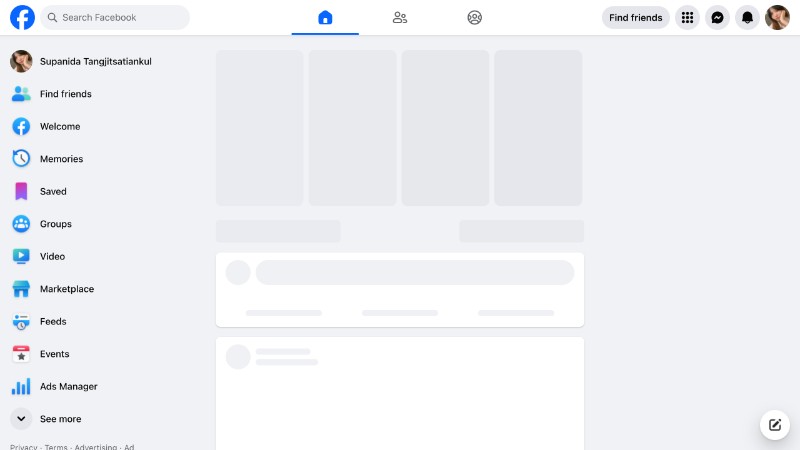 Search Facebook
Find friends
Supanida Tangjitsatiankul
Find friends
Welcome
Memories
Saved
Groups
Video
Marketplace
Feeds
Events
Ads Manager
See more
Privacy · Terms · Advertising · Ad